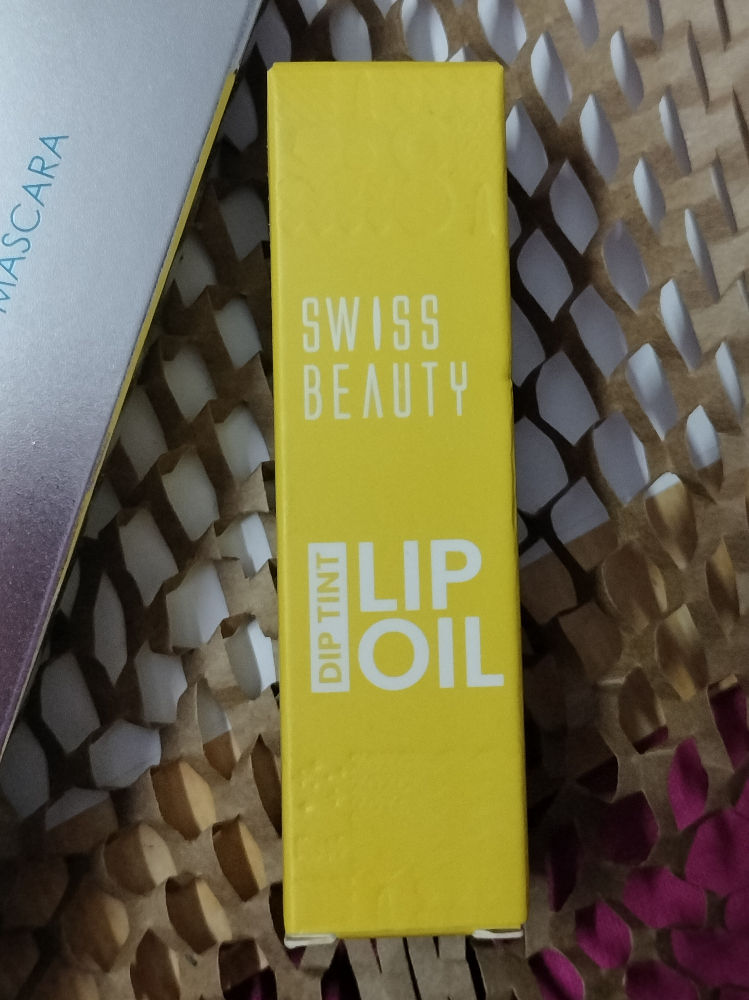 MASCARA
SWISS
BEAUTY
DIP TINT
LIP
OIL